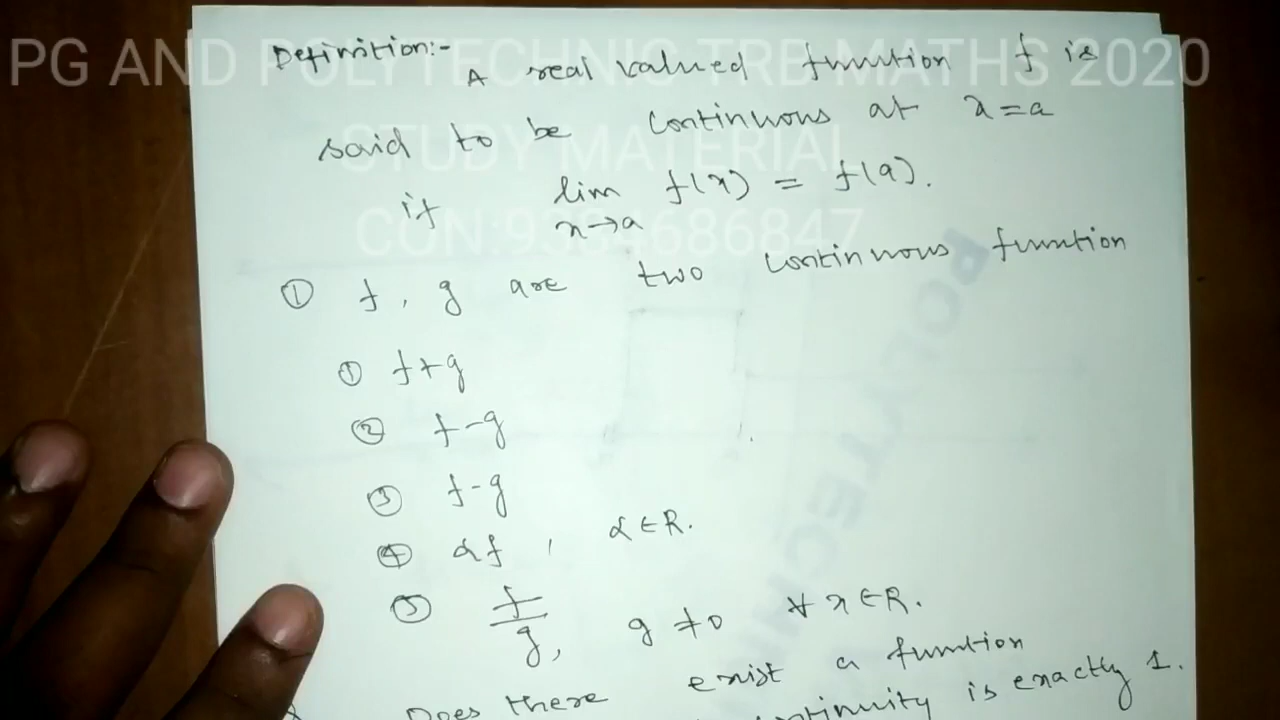 PG AND POLYTECHNIC TRB MATHS 2020
STUDY MATERIAL
Definition:-
A real valued function f is
said to be continuous at x=a
if lim f(x) = f(a).
x→a
① f, g are two continuous function
① f+g
② f-g
③ f-g
④ αf, α∈R.
⑤ f/g, g≠0 ∀ x∈R.
Does there exist a function
continuity is exactly 1.